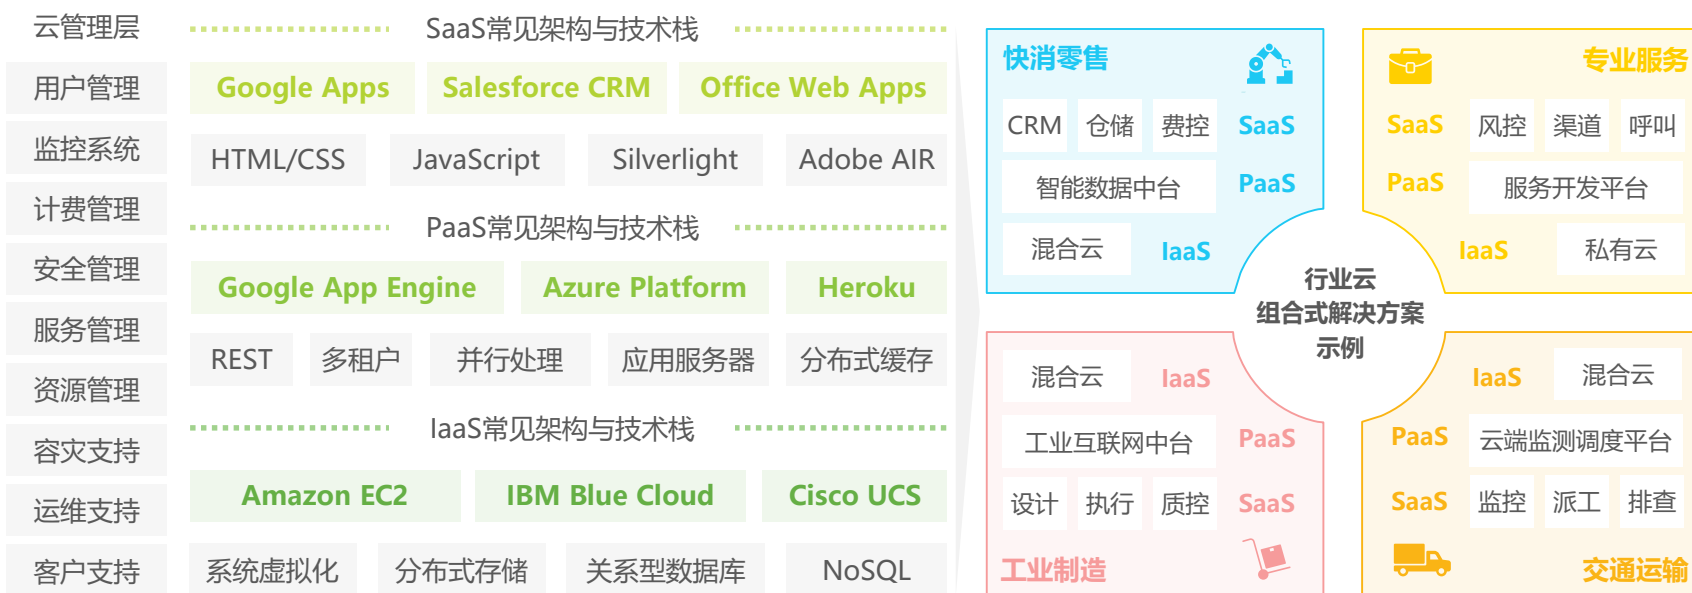 云管理层
用户管理
监控系统
计费管理
安全管理
服务管理
资源管理
容灾支持
运维支持
客户支持
SaaS常见架构与技术栈
Google Apps
Salesforce CRM
Office Web Apps
HTML/CSS
JavaScript
Silverlight
Adobe AIR
PaaS常见架构与技术栈
Google App Engine
Azure Platform
Heroku
REST
多租户
并行处理
应用服务器
分布式缓存
IaaS常见架构与技术栈
Amazon EC2
IBM Blue Cloud
Cisco UCS
系统虚拟化
分布式存储
关系型数据库
NoSQL
快消零售
CRM
仓储
费控
SaaS
智能数据中台
PaaS
混合云
IaaS
专业服务
SaaS
风控
渠道
呼叫
PaaS
服务开发平台
IaaS
私有云
行业云
组合式解决方案
示例
混合云
IaaS
工业互联网中台
PaaS
设计
执行
质控
SaaS
工业制造
IaaS
混合云
PaaS
云端监测调度平台
SaaS
监控
派工
排查
交通运输